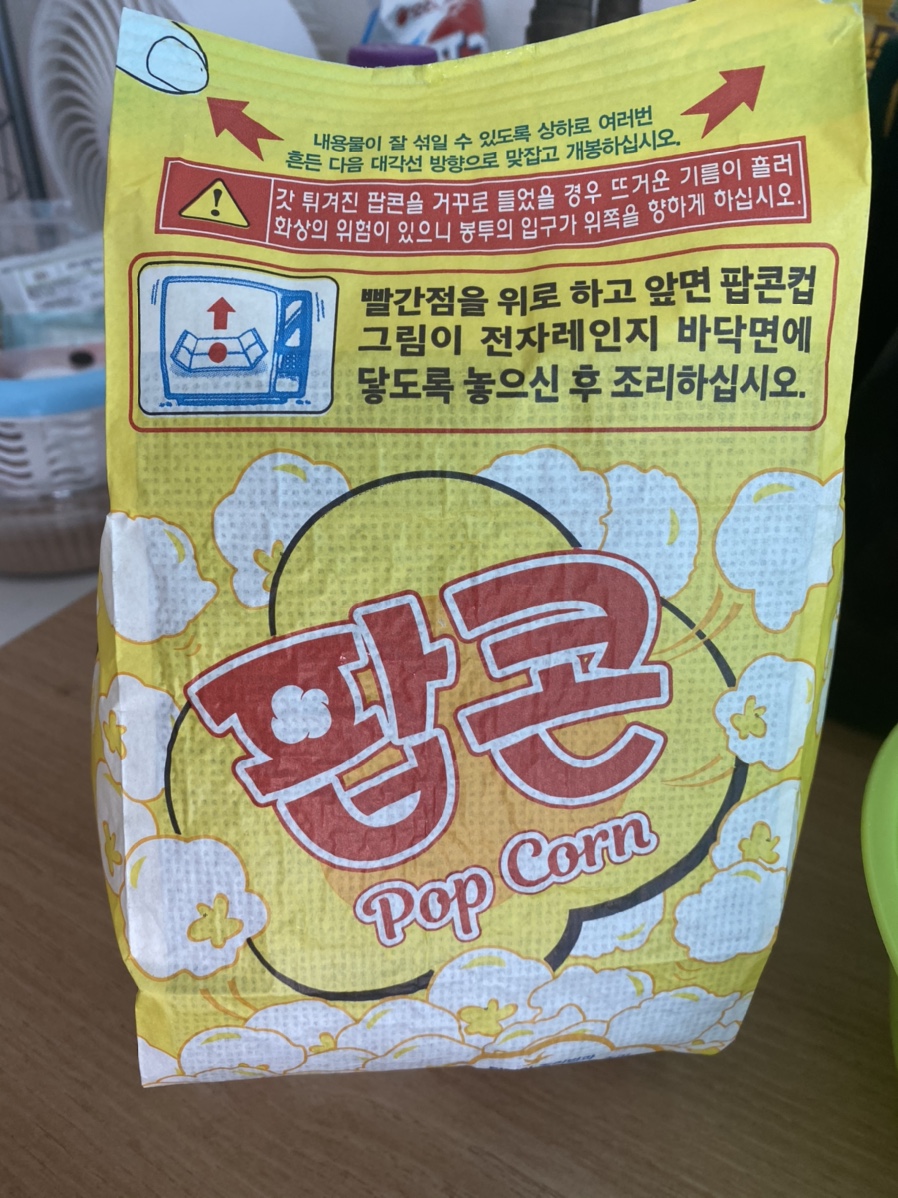 내용물이 잘 섞일 수 있도록 상하로 여러번
흔든 다음 대각선 방향으로 맞잡고 개봉하십시오.
갓 튀겨진 팝콘을 거꾸로 들었을 경우 뜨거운 기름이 흘러
화상의 위험이 있으니 봉투의 입구가 위쪽을 향하게 하십시오.
빨간점을 위로 하고 앞면 팝콘컵
그림이 전자레인지 바닥면에
닿도록 놓으신 후 조리하십시오.
팝콘
Pop Corn